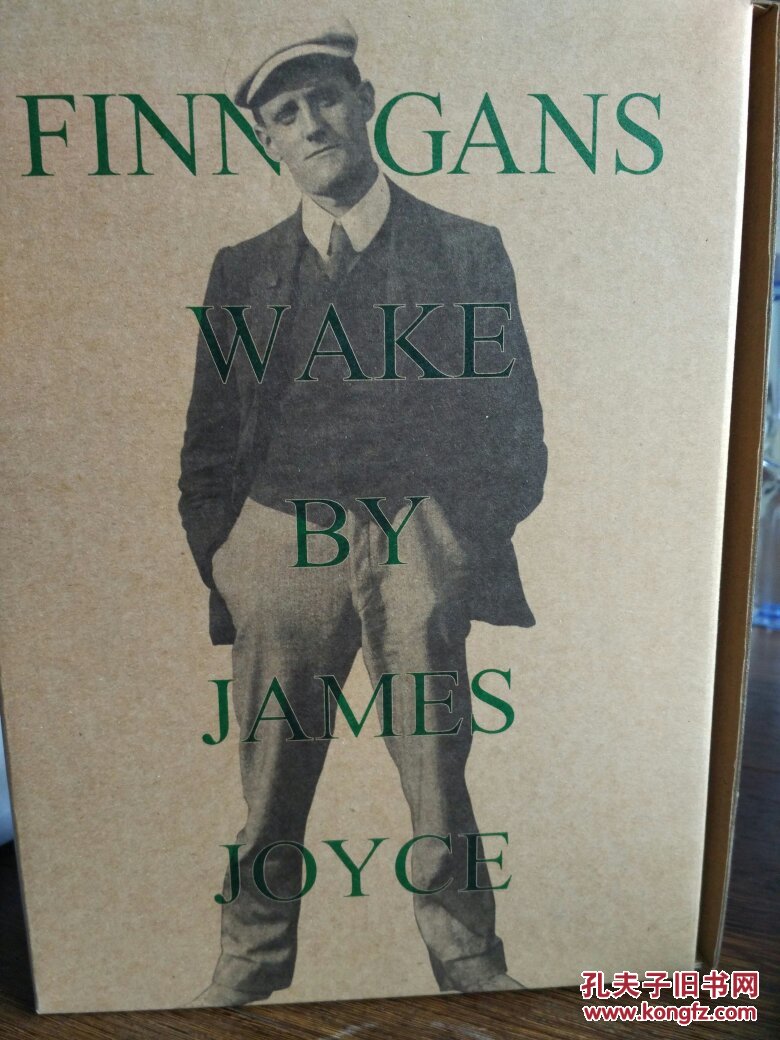 FINN GANS
WAKE
BY
JAMES
JOYCE
孔夫子旧书网
www.kongfz.com